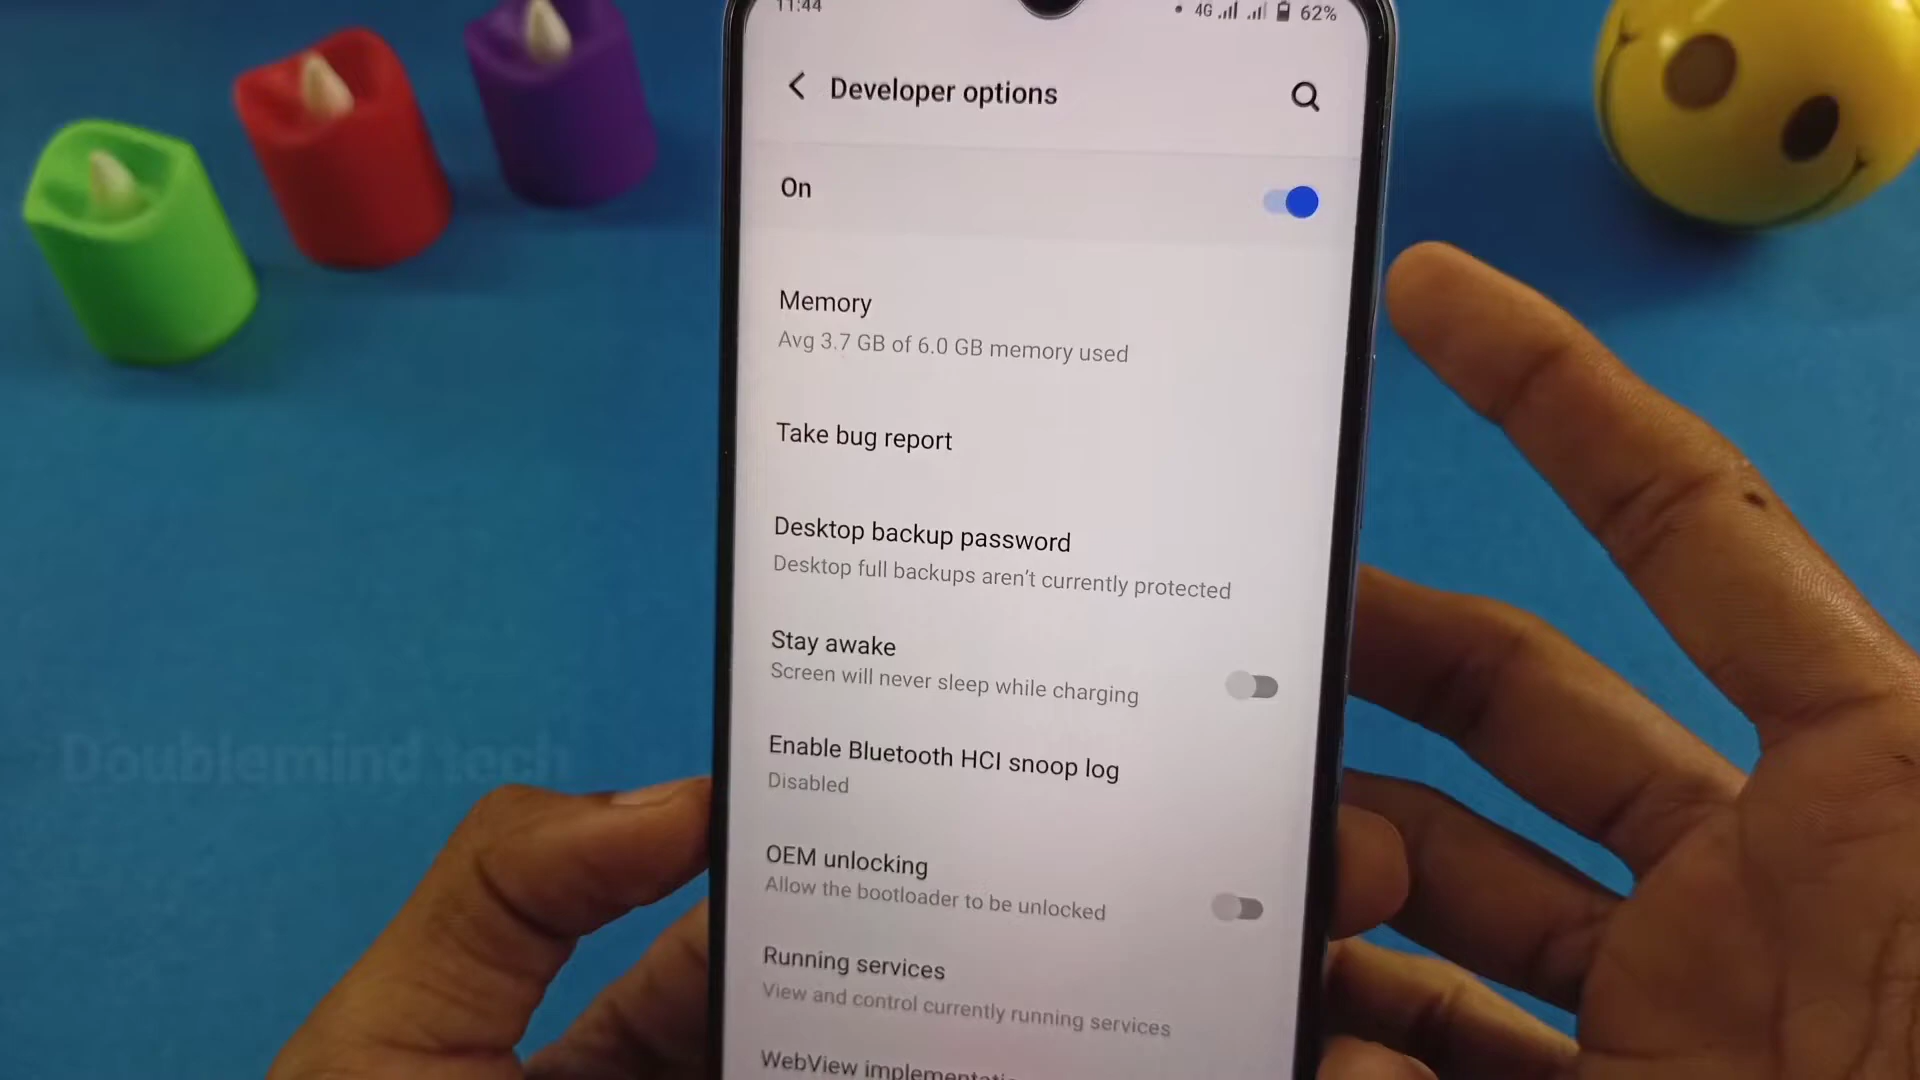 11:44
4G 62%
Developer options
On
Memory
Avg 3.7 GB of 6.0 GB memory used
Take bug report
Desktop backup password
Desktop full backups aren't currently protected
Stay awake
Screen will never sleep while charging
Enable Bluetooth HCI snoop log
Disabled
OEM unlocking
Allow the bootloader to be unlocked
Running services
View and control currently running services
WebView
Doublemind tech